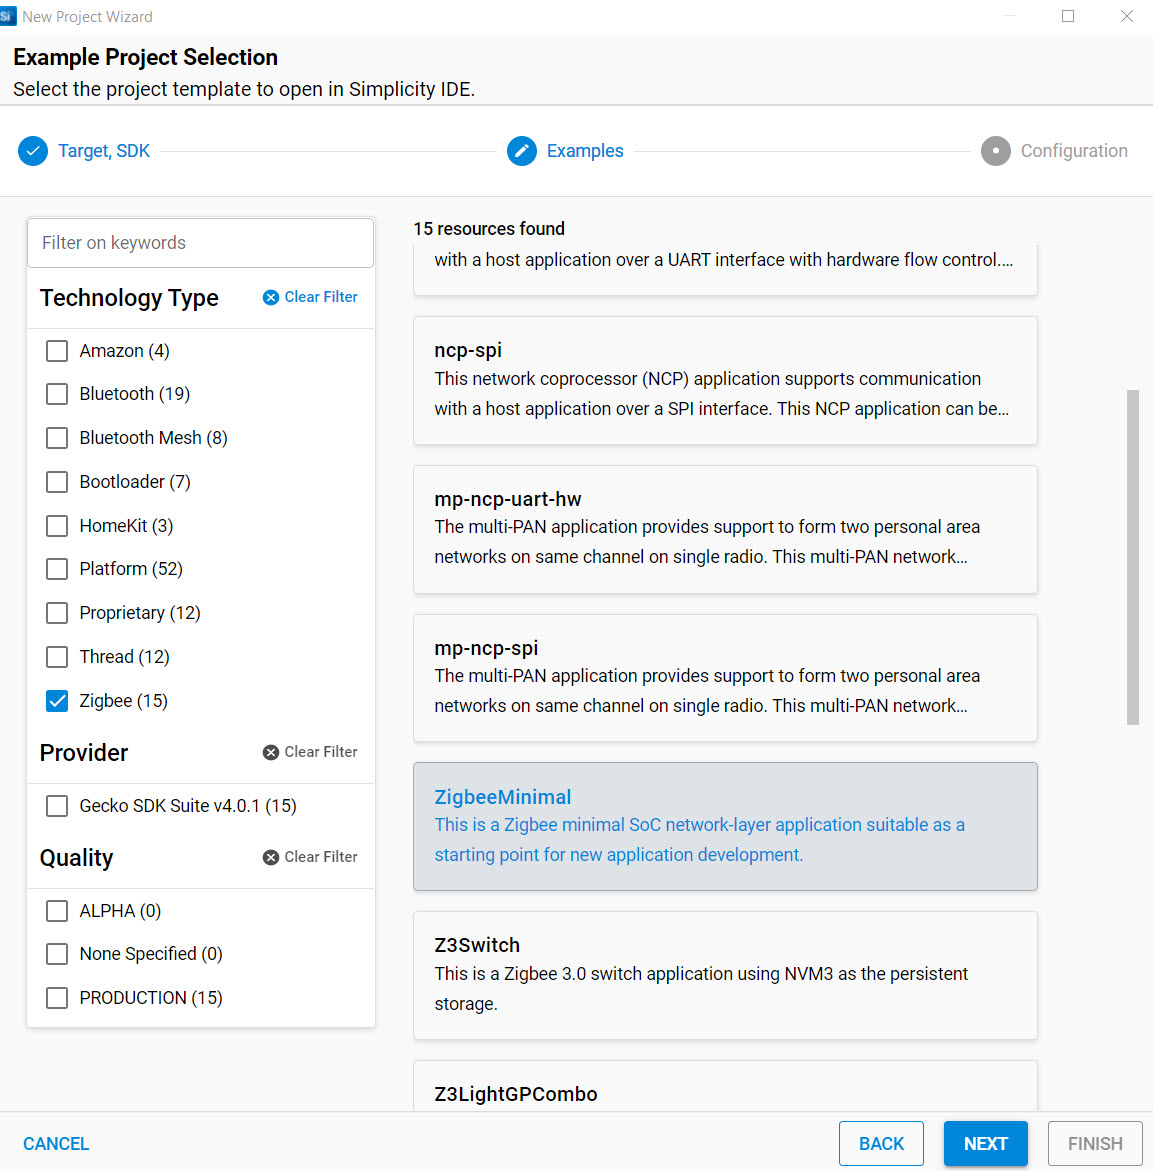 Si New Project Wizard
Example Project Selection
Select the project template to open in Simplicity IDE.
Target, SDK
Examples
Configuration
Filter on keywords
Technology Type
Clear Filter
Amazon (4)
Bluetooth (19)
Bluetooth Mesh (8)
Bootloader (7)
HomeKit (3)
Platform (52)
Proprietary (12)
Thread (12)
Zigbee (15)
Provider
Clear Filter
Gecko SDK Suite v4.0.1 (15)
Quality
Clear Filter
ALPHA (0)
None Specified (0)
PRODUCTION (15)
15 resources found
with a host application over a UART interface with hardware flow control....
ncp-spi
This network coprocessor (NCP) application supports communication
with a host application over a SPI interface. This NCP application can be...
mp-ncp-uart-hw
The multi-PAN application provides support to form two personal area
networks on same channel on single radio. This multi-PAN network...
mp-ncp-spi
The multi-PAN application provides support to form two personal area
networks on same channel on single radio. This multi-PAN network...
ZigbeeMinimal
This is a Zigbee minimal SoC network-layer application suitable as a
starting point for new application development.
Z3Switch
This is a Zigbee 3.0 switch application using NVM3 as the persistent
storage.
Z3LightGPCombo
CANCEL
BACK
NEXT
FINISH